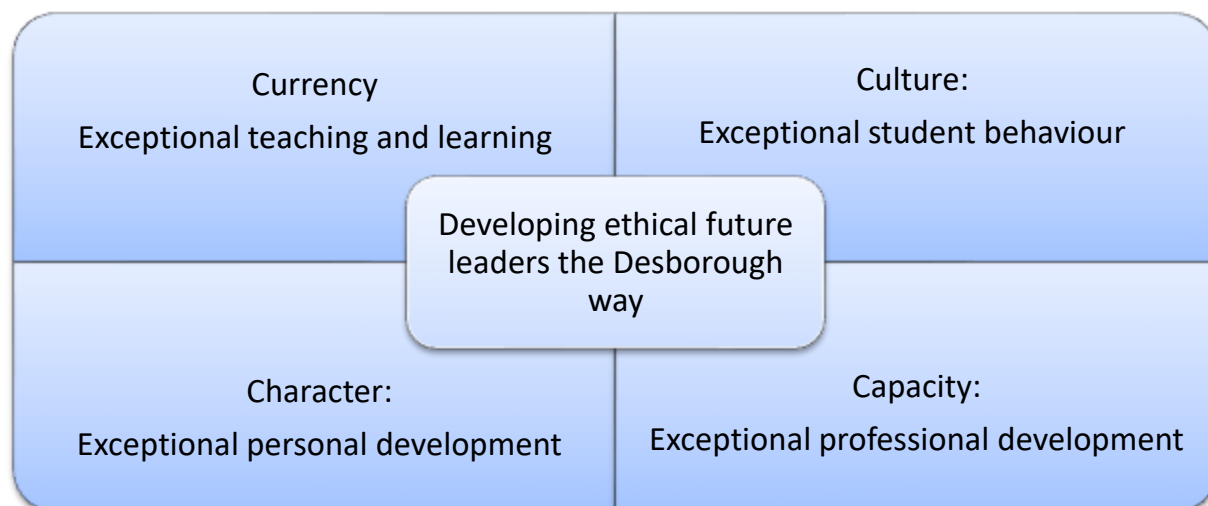 Currency
Exceptional teaching and learning
Culture:
Exceptional student behaviour
Developing ethical future
leaders the Desborough
way
Character:
Exceptional personal development
Capacity:
Exceptional professional development